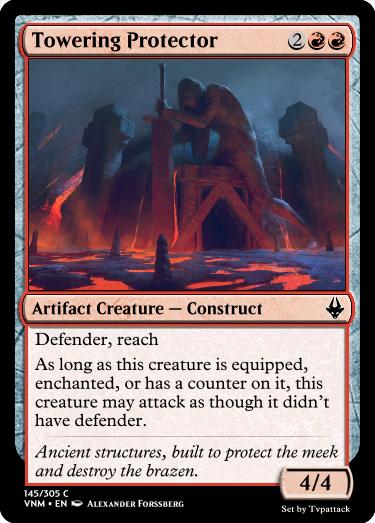 Towering Protector 2
Artifact Creature — Construct
Defender, reach
As long as this creature is equipped,
enchanted, or has a counter on it, this
creature may attack as though it didn't
have defender.
Ancient structures, built to protect the meek
and destroy the brazen.
4/4
145/305 C
VNM • EN Alexander Forssberg
Set by Tvpattack